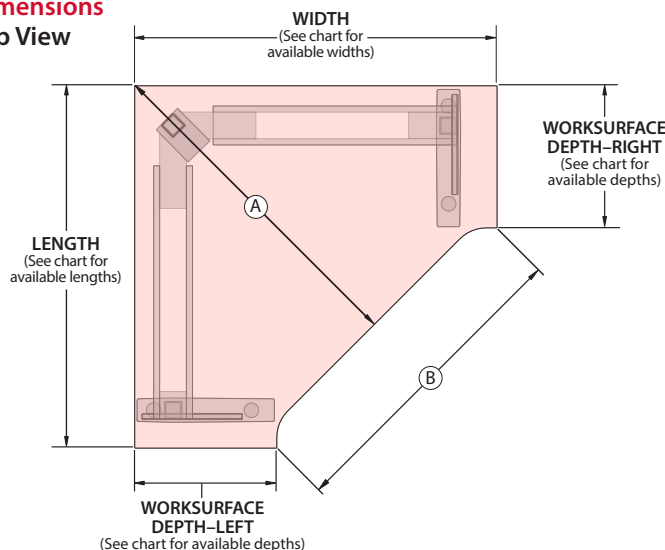 View
WIDTH
(See chart for
available widths)
WORKSURFACE
DEPTH–RIGHT
(See chart for
available depths)
A
LENGTH
(See chart for
available lengths)
B
WORKSURFACE
DEPTH–LEFT
(See chart for available depths)